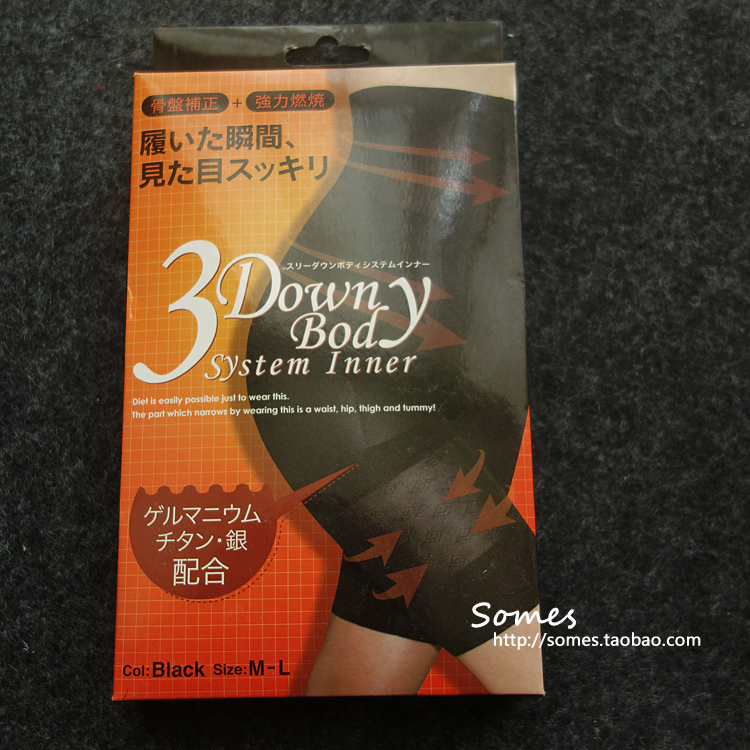 骨盤補正 + 強力燃焼
履いた瞬間、
見た目スッキリ
スリーダウンボディシステムインナー
3Down
Body
System Inner
Diet is easily possible just to wear this.
The part which narrows by wearing this is a waist, hip, thigh and tummy!
ゲルマニウム
チタン・銀
配合
Somes
http://somes.taobao.com
Col: Black Size: M-L